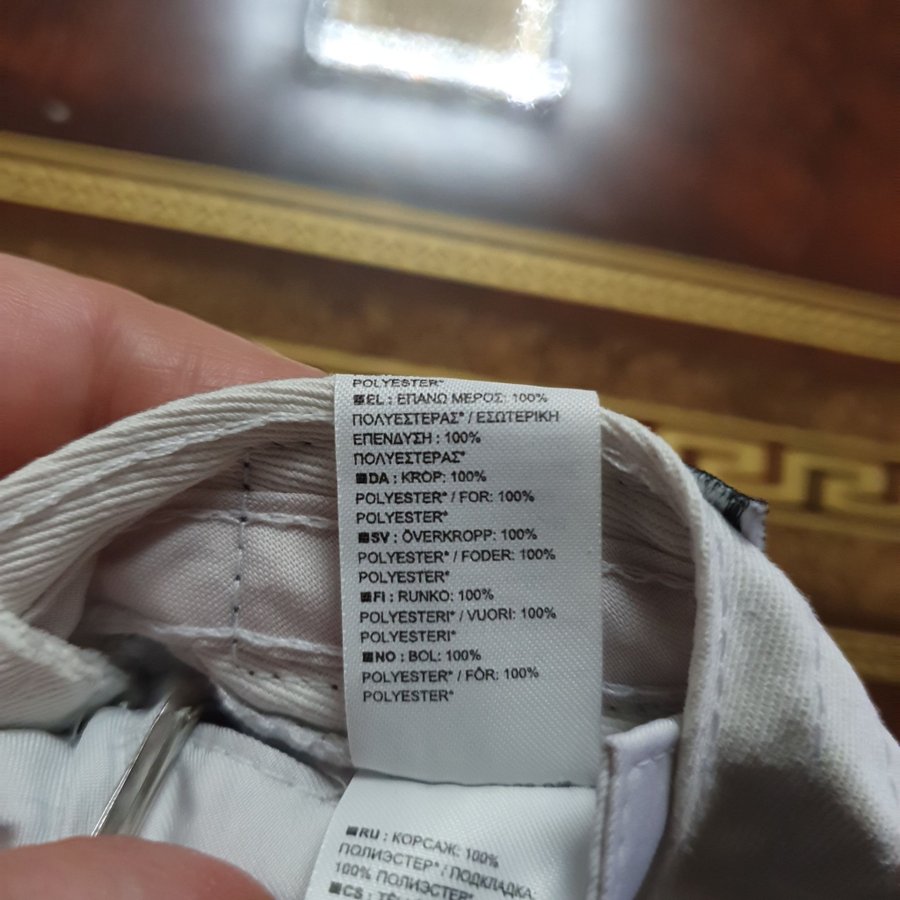 POLYESTER*
EL : ΕΠΑΝΩ ΜΕΡΟΣ: 100%
ΠΟΛΥΕΣΤΕΡΑΣ* / ΕΣΩΤΕΡΙΚΗ
ΕΠΕΝΔΥΣΗ : 100%
ΠΟΛΥΕΣΤΕΡΑΣ*
DA : KROP: 100%
POLYESTER* / FOR: 100%
POLYESTER*
SV : ÖVERKROPP: 100%
POLYESTER* / FODER: 100%
POLYESTER*
FI : RUNKO: 100%
POLYESTERI* / VUORI: 100%
POLYESTERI*
NO : BOL: 100%
POLYESTER* / FÔR: 100%
POLYESTER*
RU : КОРСАЖ: 100%
ПОЛИЭСТЕР* / ПОДКЛАДКА:
100% ПОЛИЭСТЕР*
CS :